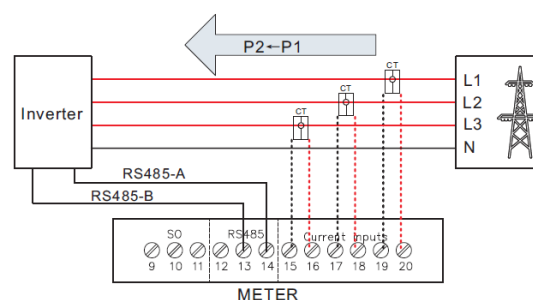 P2←P1
CT
CT
CT
Inverter
L1
L2
L3
N
RS485-A
RS485-B
SO
RS485
Current Inputs
9 10 11 12 13 14 15 16 17 18 19 20
METER